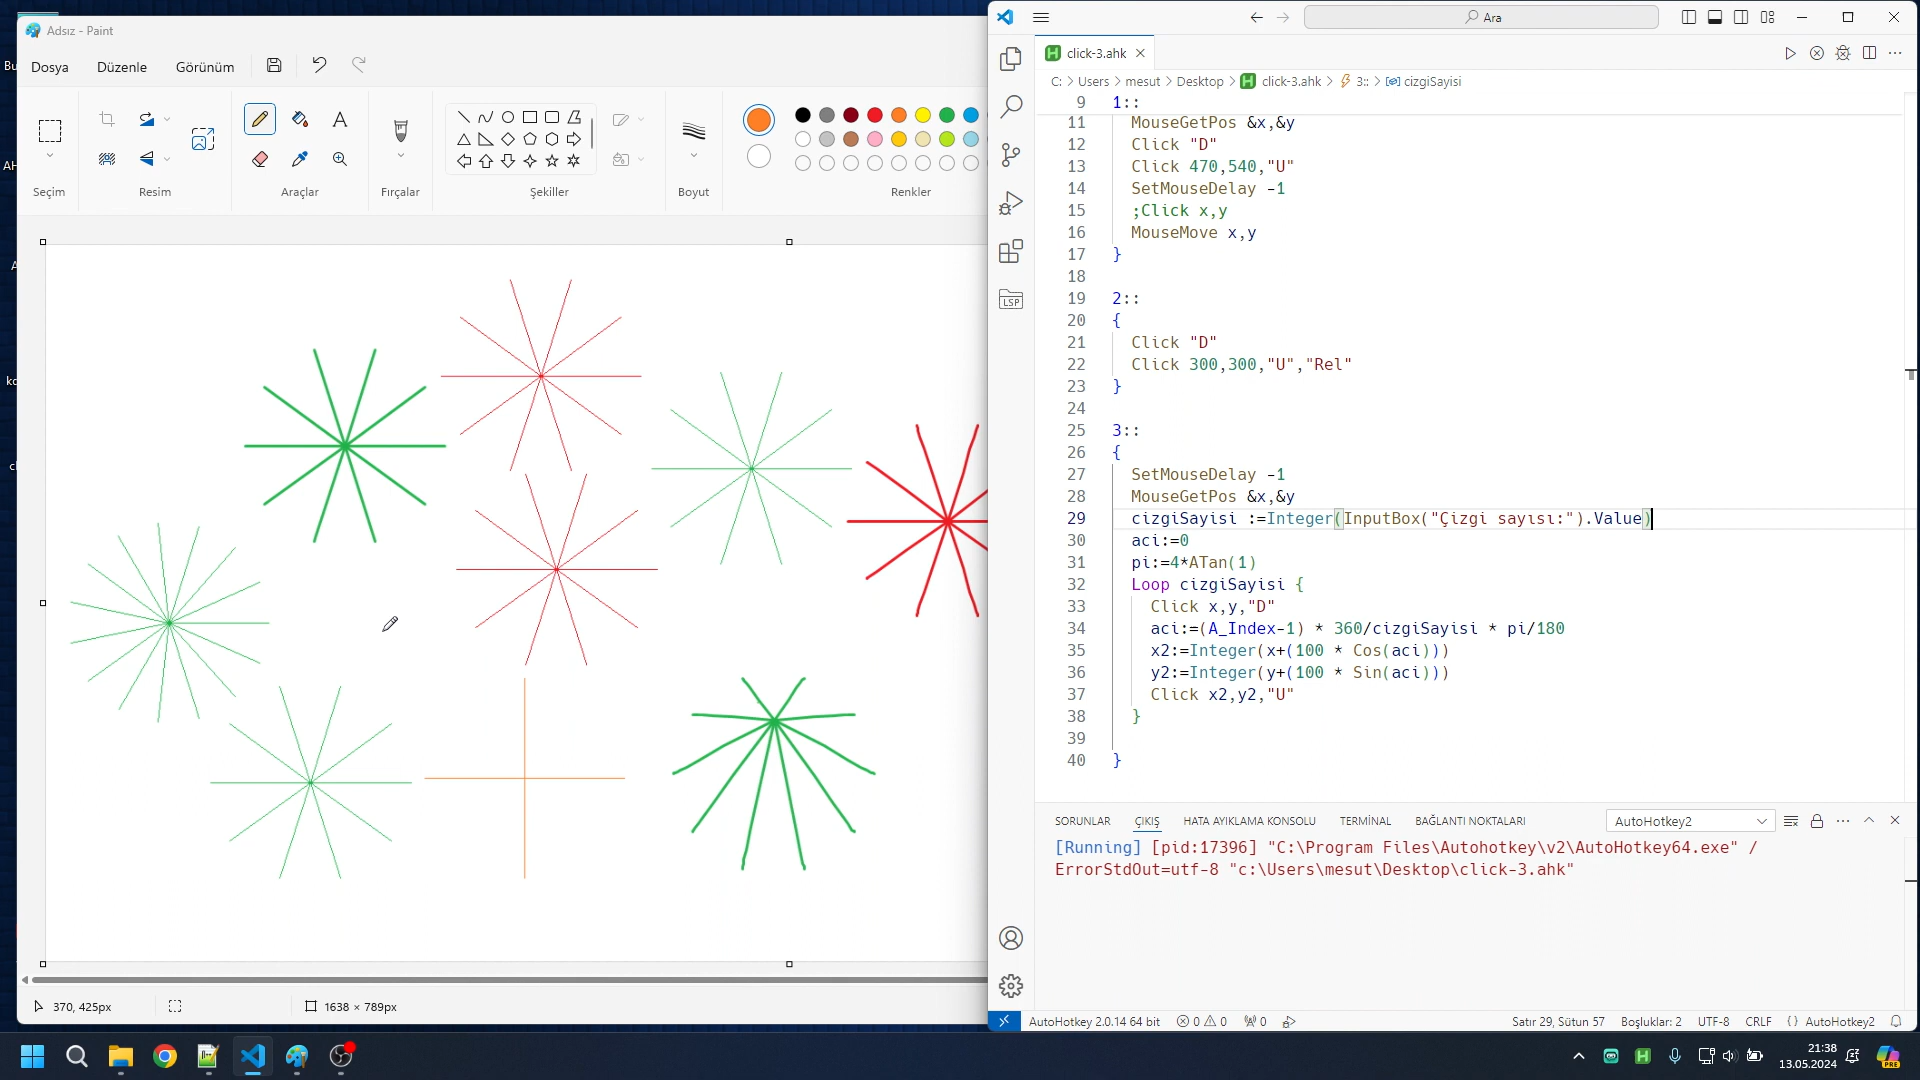 Adsız - Paint
Dosya
Düzenle
Görünüm
Seçim
Resim
Araçlar
Fırçalar
Şekiller
Boyut
Renkler
370, 425px
1638 × 789px
Ara
click-3.ahk
C: > Users > mesut > Desktop > click-3.ahk > 3:: > cizgiSayisi
9 1::
11 MouseGetPos &x,&y
12 Click "D"
13 Click 470,540,"U"
14 SetMouseDelay -1
15 ;Click x,y
16 MouseMove x,y
17 }
18
19 2::
20 {
21 Click "D"
22 Click 300,300,"U","Rel"
23 }
24
25 3::
26 {
27 SetMouseDelay -1
28 MouseGetPos &x,&y
29 cizgiSayisi :=Integer(InputBox("Çizgi sayısı:").Value)
30 aci:=0
31 pi:=4*ATan(1)
32 Loop cizgiSayisi {
33 Click x,y,"D"
34 aci:=(A_Index-1) * 360/cizgiSayisi * pi/180
35 x2:=Integer(x+(100 * Cos(aci)))
36 y2:=Integer(y+(100 * Sin(aci)))
37 Click x2,y2,"U"
38 }
39
40 }
SORUNLAR
ÇIKIŞ
HATA AYIKLAMA KONSOLU
TERMİNAL
BAĞLANTI NOKTALARI
AutoHotkey2
[Running] [pid:17396] "C:\Program Files\Autohotkey\v2\AutoHotkey64.exe" /
ErrorStdOut=utf-8 "c:\Users\mesut\Desktop\click-3.ahk"
AutoHotkey 2.0.14 64 bit
0 0
0
Satır 29, Sütun 57
Boşluklar: 2
UTF-8
CRLF
{ } AutoHotkey2
LSP
21:38
13.05.2024
PRE